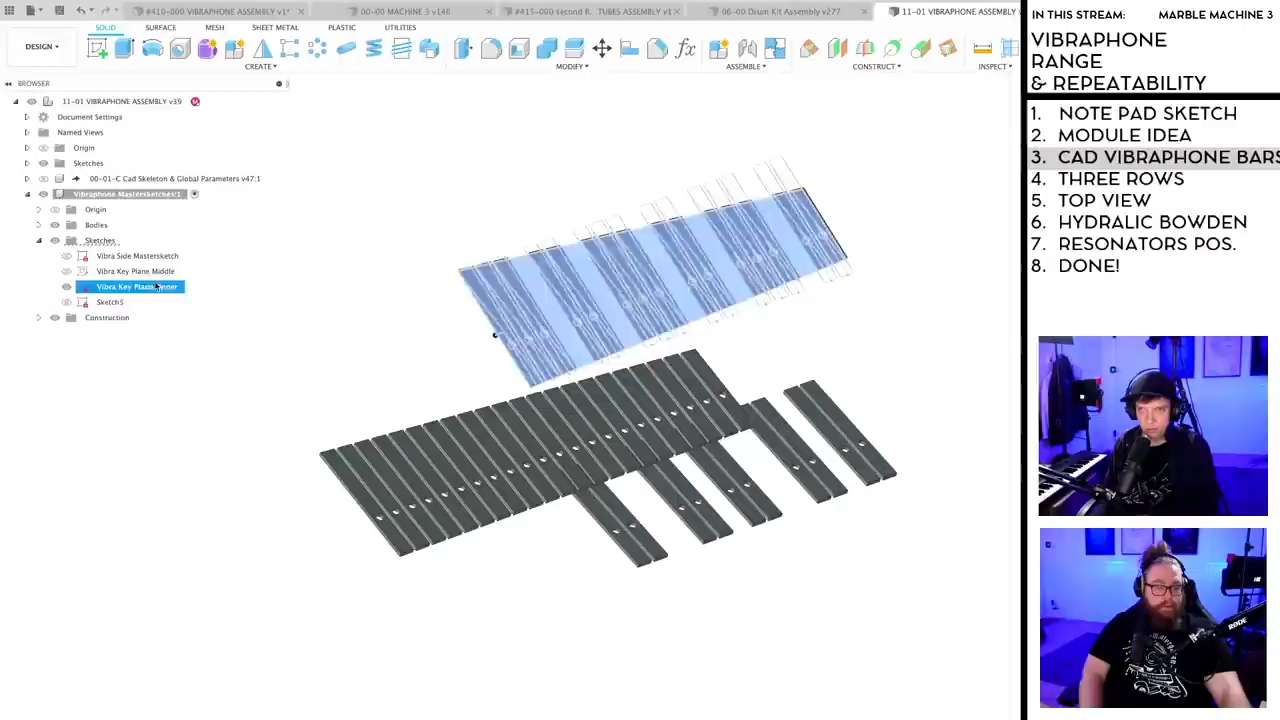 #410-000 VIBRAPHONE ASSEMBLY v1*
00-00 MACHINE 3 v146
#415-000 second R.. TUBES ASSEMBLY v1
06-00 Drum Kit Assembly v277
11-01 VIBRAPHONE ASSEMBLY v
SOLID
SURFACE
MESH
SHEET METAL
PLASTIC
UTILITIES
DESIGN
CREATE
MODIFY
ASSEMBLE
CONSTRUCT
INSPECT
BROWSER
11-01 VIBRAPHONE ASSEMBLY v39
Document Settings
Named Views
Origin
Sketches
00-01-C Cad Skeleton & Global Parameters v47:1
Vibraphone Mastersketches:1
Origin
Bodies
Sketches
Vibra Side Mastersketch
Vibra Key Plane Middle
Vibra Key Plane Inner
Sketch5
Construction
IN THIS STREAM: MARBLE MACHINE 3
VIBRAPHONE
RANGE
& REPEATABILITY
1. NOTE PAD SKETCH
2. MODULE IDEA
3. CAD VIBRAPHONE BARS
4. THREE ROWS
5. TOP VIEW
6. HYDRALIC BOWDEN
7. RESONATORS POS.
8. DONE!
RODE